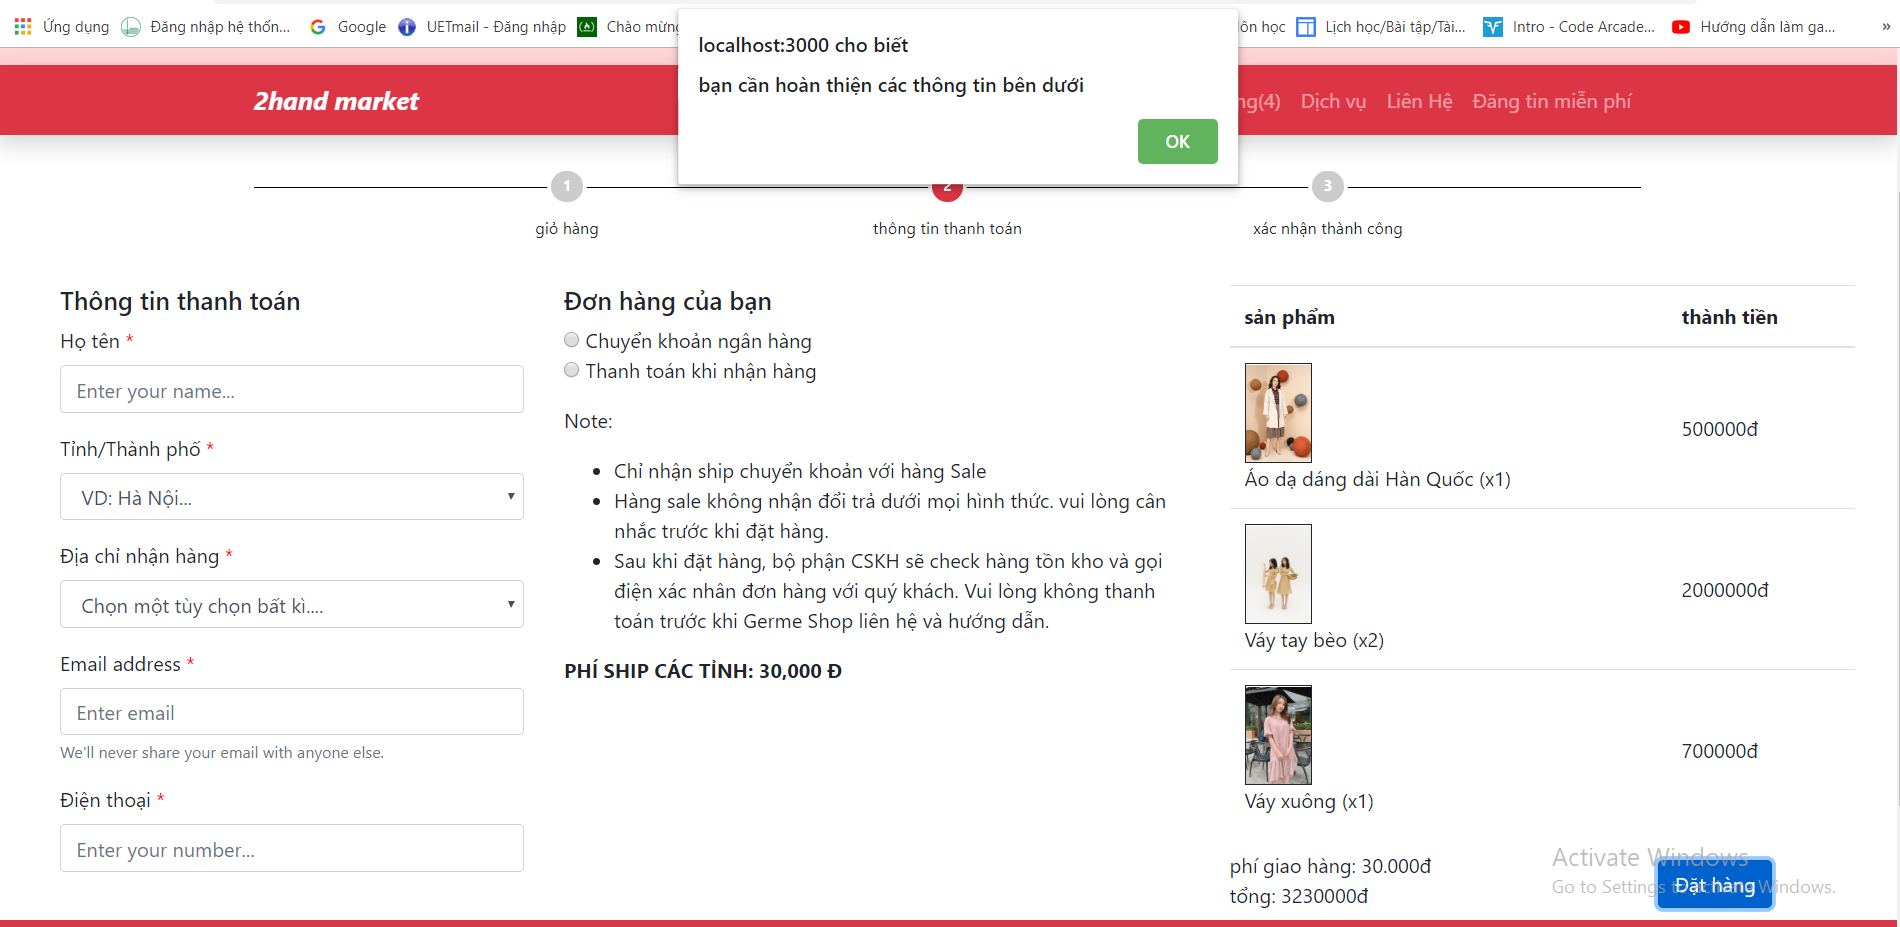 Ứng dụng
Đăng nhập hệ thốn...
Google
UETmail - Đăng nhập
Chào mừng
ôn học
Lịch học/Bài tập/Tài...
Intro - Code Arcade...
Hướng dẫn làm ga...
»
localhost:3000 cho biết
bạn cần hoàn thiện các thông tin bên dưới
OK
2hand market
ng(4)
Dịch vụ
Liên Hệ
Đăng tin miễn phí
1
2
3
giỏ hàng
thông tin thanh toán
xác nhận thành công
Thông tin thanh toán
Họ tên *
Enter your name...
Tỉnh/Thành phố *
VD: Hà Nội...
Địa chỉ nhận hàng *
Chọn một tùy chọn bất kì....
Email address *
Enter email
We'll never share your email with anyone else.
Điện thoại *
Enter your number...
Đơn hàng của bạn
Chuyển khoản ngân hàng
Thanh toán khi nhận hàng
Note:
Chỉ nhận ship chuyển khoản với hàng Sale
Hàng sale không nhận đổi trả dưới mọi hình thức. vui lòng cân
nhắc trước khi đặt hàng.
Sau khi đặt hàng, bộ phận CSKH sẽ check hàng tồn kho và gọi
điện xác nhân đơn hàng với quý khách. Vui lòng không thanh
toán trước khi Germe Shop liên hệ và hướng dẫn.
PHÍ SHIP CÁC TỈNH: 30,000 Đ
sản phẩm
thành tiền
Áo dạ dáng dài Hàn Quốc (x1)
500000đ
Váy tay bèo (x2)
2000000đ
Váy xuông (x1)
700000đ
phí giao hàng: 30.000đ
tổng: 3230000đ
Đặt hàng
Activate Windows
Go to Settings to activate Windows.